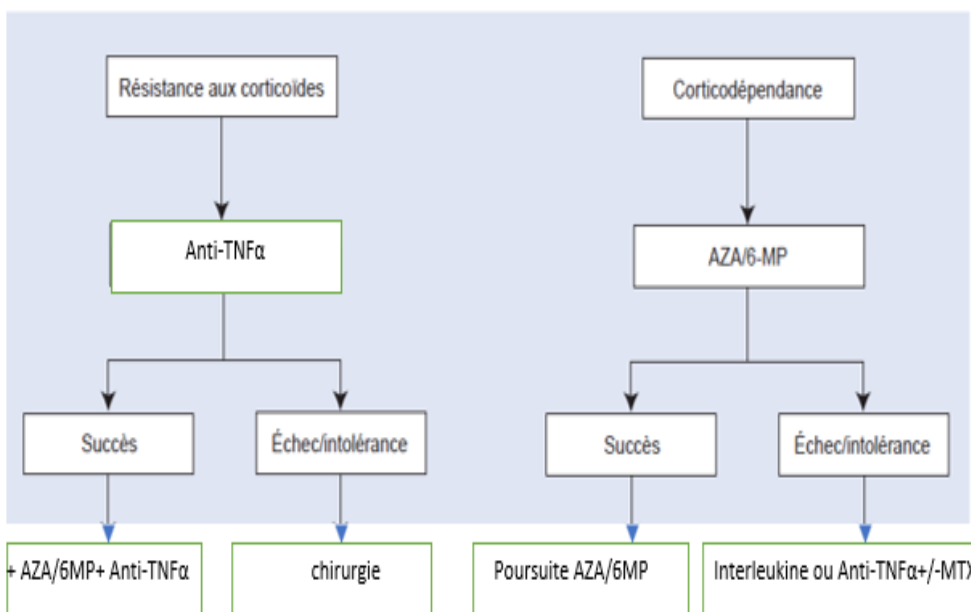 Résistance aux corticoïdes
Corticodépendance
Anti-TNFα
AZA/6-MP
Succès
Échec/intolérance
Succès
Échec/intolérance
+ AZA/6MP+ Anti-TNFα
chirurgie
Poursuite AZA/6MP
Interleukine ou Anti-TNFα+/-MTX